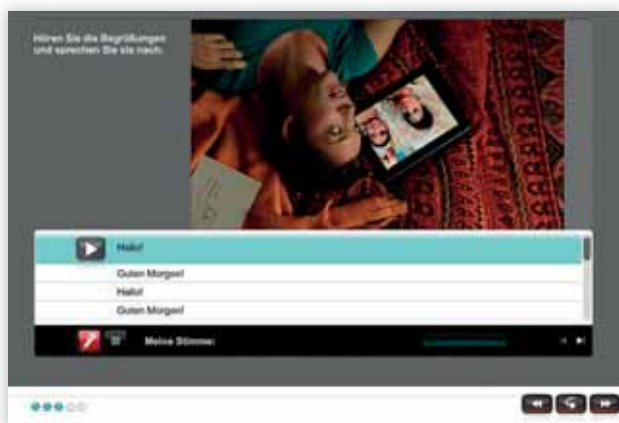 Hören Sie die Begrüßungen
und sprechen Sie sie nach.
Hallo!
Guten Morgen!
Hallo!
Guten Morgen!
Meine Stimme: